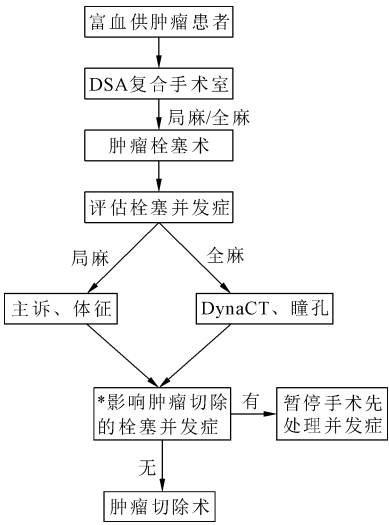 富血供肿瘤患者
DSA复合手术室
局麻/全麻
肿瘤栓塞术
评估栓塞并发症
局麻
全麻
主诉、体征
DynaCT、瞳孔
*影响肿瘤切除
的栓塞并发症
有
暂停手术先
处理并发症
无
肿瘤切除术